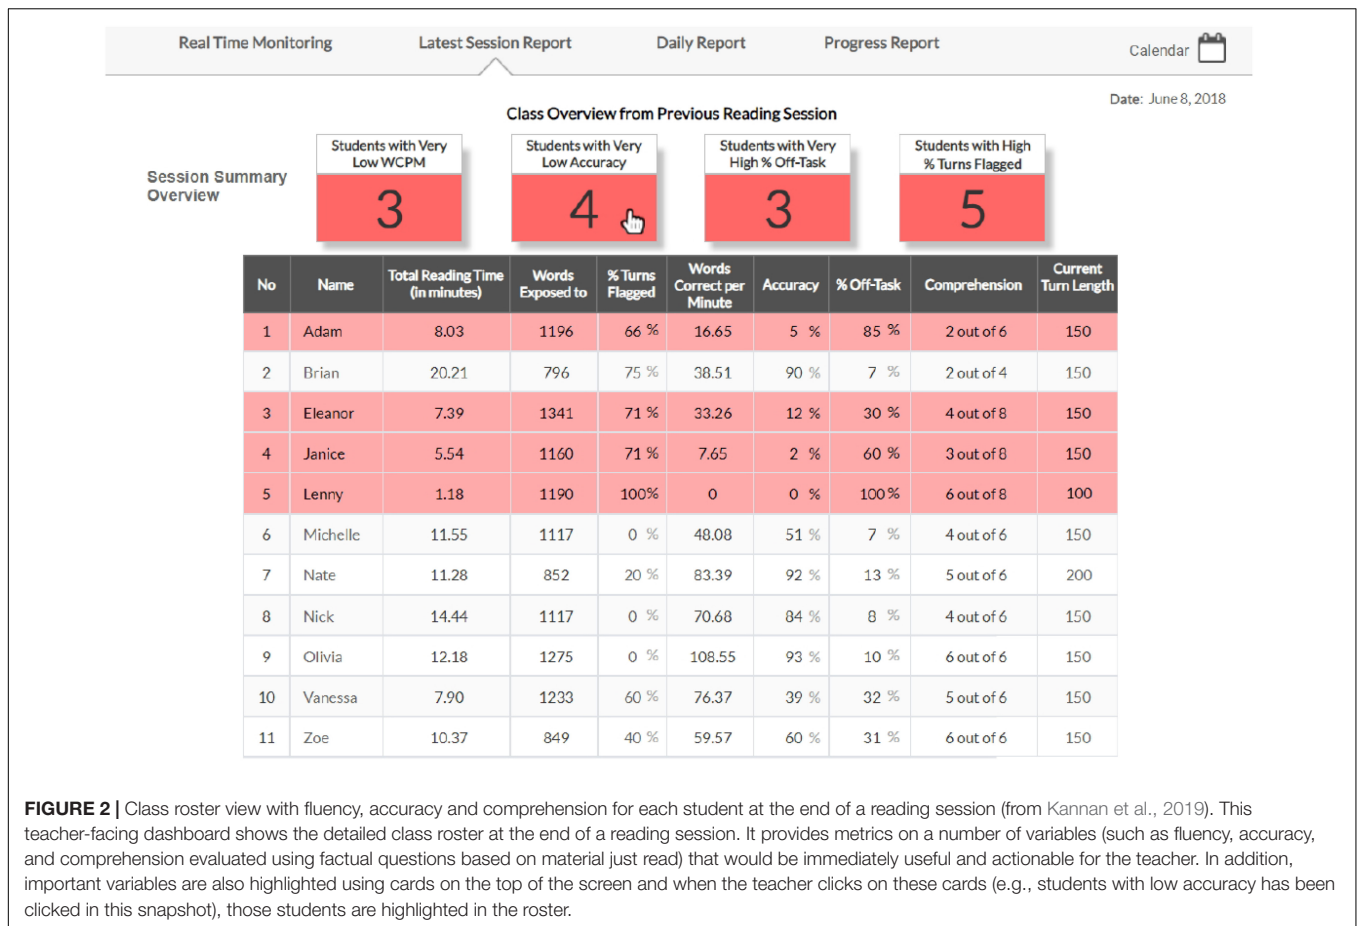 Real Time Monitoring Latest Session Report Daily Report Progress Report Calendar
Date: June 8, 2018
Class Overview from Previous Reading Session
Session Summary
Overview
Students with Very
Low WCPM
3
Students with Very
Low Accuracy
4
Students with Very
High % Off-Task
3
Students with High
% Turns Flagged
5
No Name Total Reading Time (in minutes) Words Exposed to % Turns Flagged Words Correct per Minute Accuracy % Off-Task Comprehension Current Turn Length
1 Adam 8.03 1196 66 % 16.65 5 % 85 % 2 out of 6 150
2 Brian 20.21 796 75 % 38.51 90 % 7 % 2 out of 4 150
3 Eleanor 7.39 1341 71 % 33.26 12 % 30 % 4 out of 8 150
4 Janice 5.54 1160 71 % 7.65 2 % 60 % 3 out of 8 150
5 Lenny 1.18 1190 100% 0 0 % 100 % 6 out of 8 100
6 Michelle 11.55 1117 0 % 48.08 51 % 7 % 4 out of 6 150
7 Nate 11.28 852 20 % 83.39 92 % 13 % 5 out of 6 200
8 Nick 14.44 1117 0 % 70.68 84 % 8 % 4 out of 6 150
9 Olivia 12.18 1275 0 % 108.55 93 % 10 % 6 out of 6 150
10 Vanessa 7.90 1233 60 % 76.37 39 % 32 % 5 out of 6 150
11 Zoe 10.37 849 40 % 59.57 60 % 31 % 6 out of 6 150
FIGURE 2 | Class roster view with fluency, accuracy and comprehension for each student at the end of a reading session (from Kannan et al., 2019). This
teacher-facing dashboard shows the detailed class roster at the end of a reading session. It provides metrics on a number of variables (such as fluency, accuracy,
and comprehension evaluated using factual questions based on material just read) that would be immediately useful and actionable for the teacher. In addition,
important variables are also highlighted using cards on the top of the screen and when the teacher clicks on these cards (e.g., students with low accuracy has been
clicked in this snapshot), those students are highlighted in the roster.